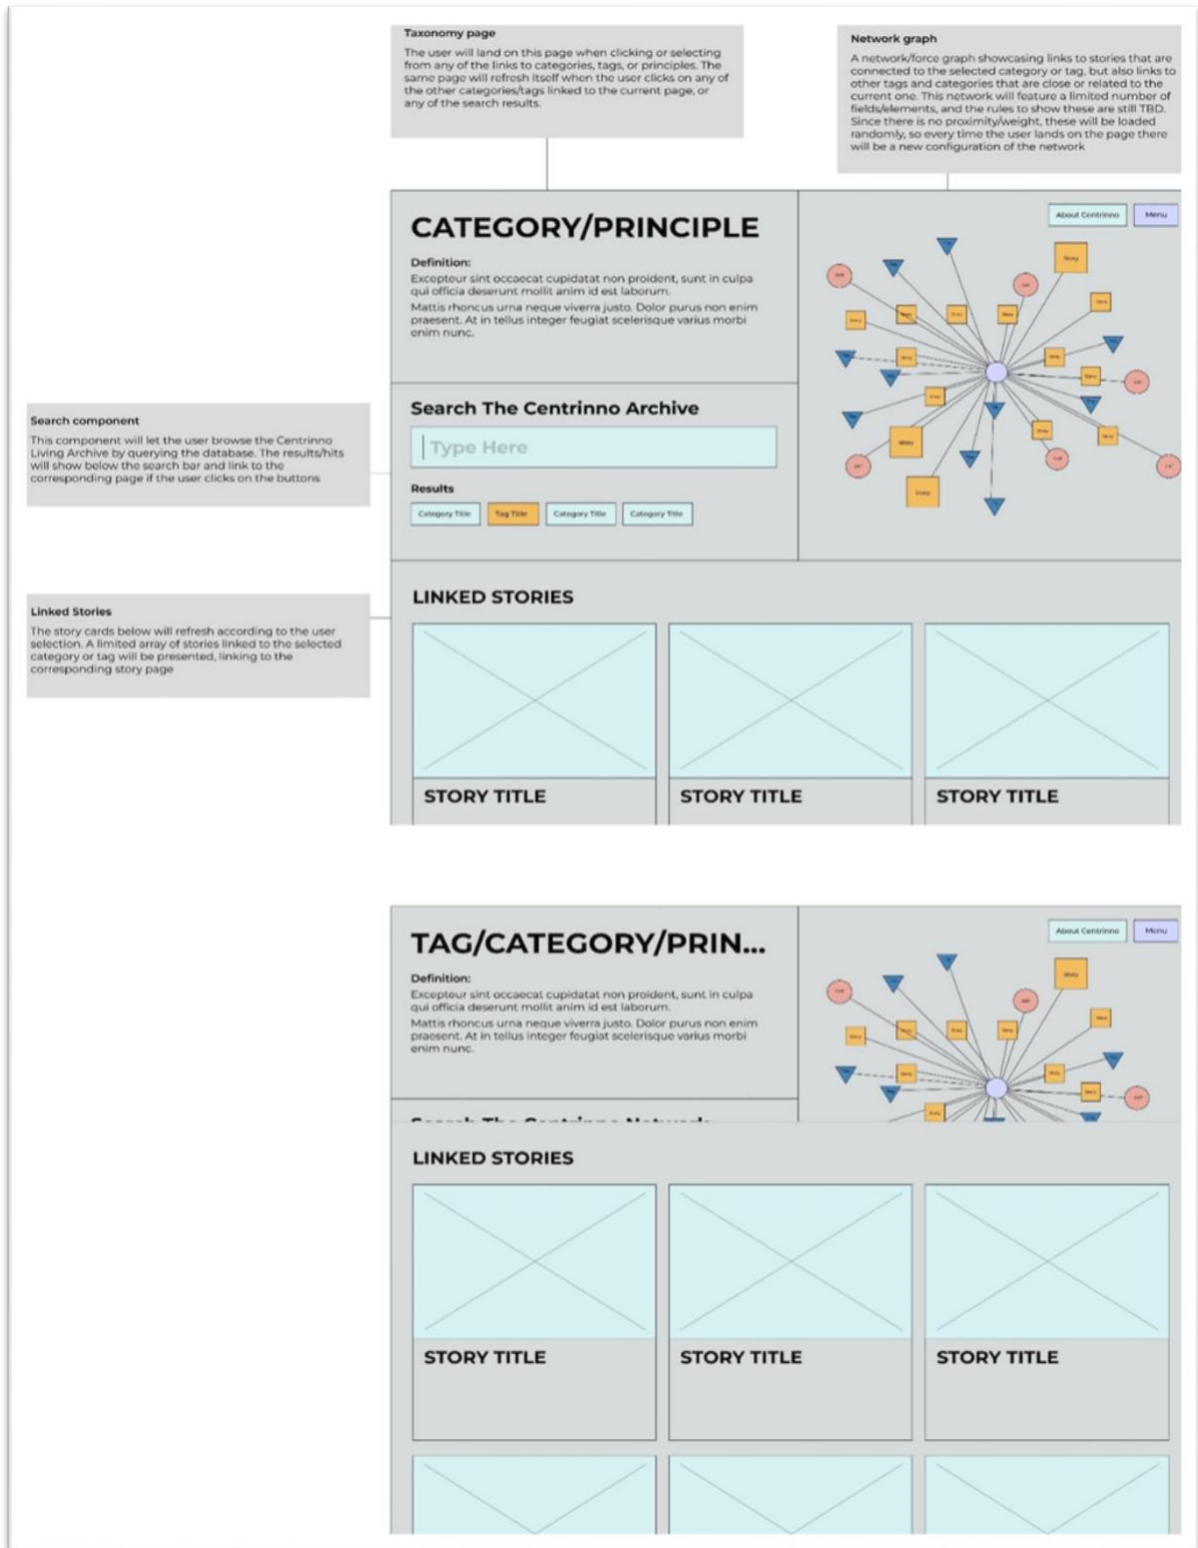 Taxonomy page
The user will land on this page when clicking or selecting
from any of the links to categories, tags, or principles. The
same page will refresh itself when the user clicks on any of
the other categories/tags linked to the current page, or
any of the search results.
Network graph
A network/force graph showcasing links to stories that are
connected to the selected category or tag, but also links to
other tags and categories that are close or related to the
current one. This network will feature a limited number of
fields/elements, and the rules to show these are still TBD.
Since there is no proximity/weight, these will be loaded
randomly, so every time the user lands on the page there
will be a new configuration of the network
CATEGORY/PRINCIPLE
Definition:
Excepteur sint occaecat cupidatat non proident, sunt in culpa
qui officia deserunt mollit anim id est laborum.
Mattis rhoncus urna neque viverra justo. Dolor purus non enim
praesent. At in tellus integer feugiat scelerisque varius morbi
enim nunc.
About Centrinno
Menu
Story
Search component
This component will let the user browse the Centrinno
Living Archive by querying the database. The results/hits
will show below the search bar and link to the
corresponding page if the user clicks on the buttons
Search The Centrinno Archive
Type Here
Results
Category Title
Tag Title
Category Title
Category Title
Story
Story
Linked Stories
The story cards below will refresh according to the user
selection. A limited array of stories linked to the selected
category or tag will be presented, linking to the
corresponding story page
LINKED STORIES
STORY TITLE
STORY TITLE
STORY TITLE
TAG/CATEGORY/PRIN...
Definition:
Excepteur sint occaecat cupidatat non proident, sunt in culpa
qui officia deserunt mollit anim id est laborum.
Mattis rhoncus urna neque viverra justo. Dolor purus non enim
praesent. At in tellus integer feugiat scelerisque varius morbi
enim nunc.
About Centrinno
Menu
Story
Search The Centrinno Network
LINKED STORIES
STORY TITLE
STORY TITLE
STORY TITLE